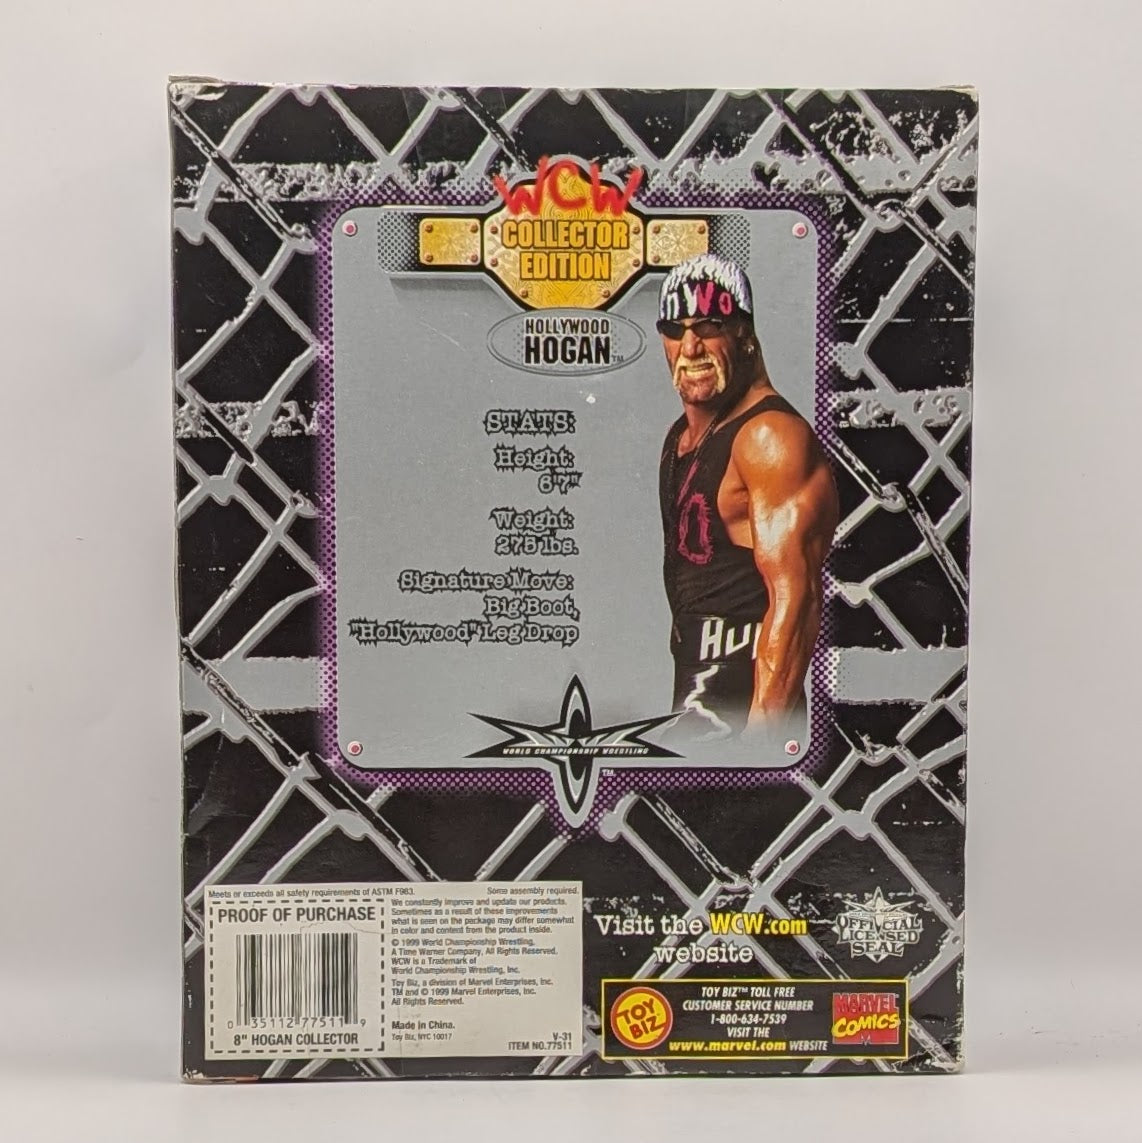 WCW
COLLECTOR
EDITION
HOLLYWOOD
HOGAN™
nWo
STATS:
Height:
6'7"
Weight:
275 lbs.
Signature Move:
Big Boot,
"Hollywood" Leg Drop
HU
WORLD CHAMPIONSHIP WRESTLING
TM
Meets or exceeds all safety requirements of ASTM F963.
Some assembly required.
PROOF OF PURCHASE
0 35112 77511 9
8" HOGAN COLLECTOR
We constantly improve and update our products.
Sometimes as a result of these improvements
what is seen on the package may differ somewhat
in color and content from the product inside.
© 1999 World Championship Wrestling,
A Time Warner Company, All Rights Reserved.
WCW is a Trademark of
World Championship Wrestling, Inc.
Toy Biz, a division of Marvel Enterprises, Inc.
TM and © 1999 Marvel Enterprises, Inc.
All Rights Reserved.
Made in China.
Toy Biz, NYC 10017
V-31
ITEM NO.77511
Visit the WCW.com
website
OFFICIAL
LICENSED
SEAL
TOY
BIZ
TOY BIZ™ TOLL FREE
CUSTOMER SERVICE NUMBER
1-800-634-7539
VISIT THE
www.marvel.com WEBSITE
MARVEL
COMICS